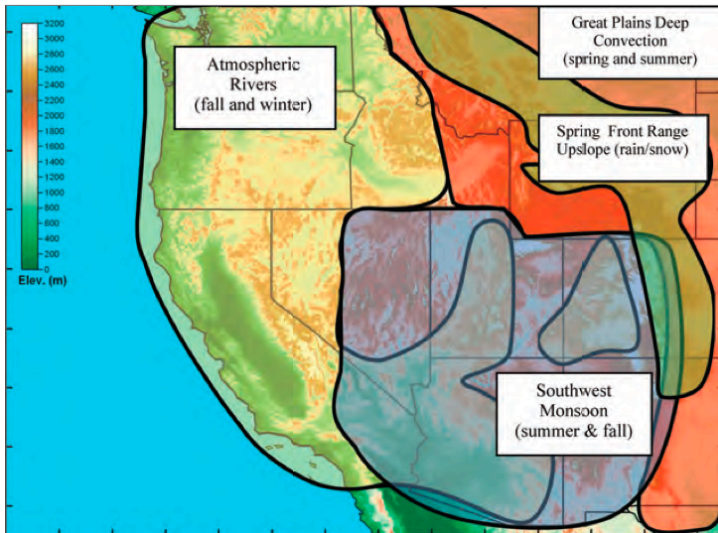 3200
3000
2800
2600
2400
2200
2000
1800
1600
1400
1200
1000
800
600
400
200
0
Elev. (m)
Atmospheric
Rivers
(fall and winter)
Great Plains Deep
Convection
(spring and summer)
Spring Front Range
Upslope (rain/snow)
Southwest
Monsoon
(summer & fall)